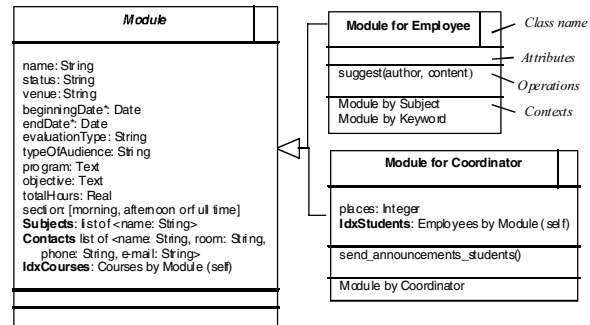 Module
name: String
status: String
venue: String
beginningDate*: Date
endDate*: Date
evaluationType: String
typeOfAudience: String
program: Text
objective: Text
totalHours: Real
section: [morning, afternoon or full time]
Subjects: list of <name: String>
Contacts list of <name: String, room: String,
phone: String, e-mail: String>
IdxCourses: Courses by Module (self)
Module for Employee
suggest(author, content)
Module by Subject
Module by Keyword
Class name
Attributes
Operations
Contexts
Module for Coordinator
places: Integer
IdxStudents: Employees by Module (self)
send_announcements_students()
Module by Coordinator